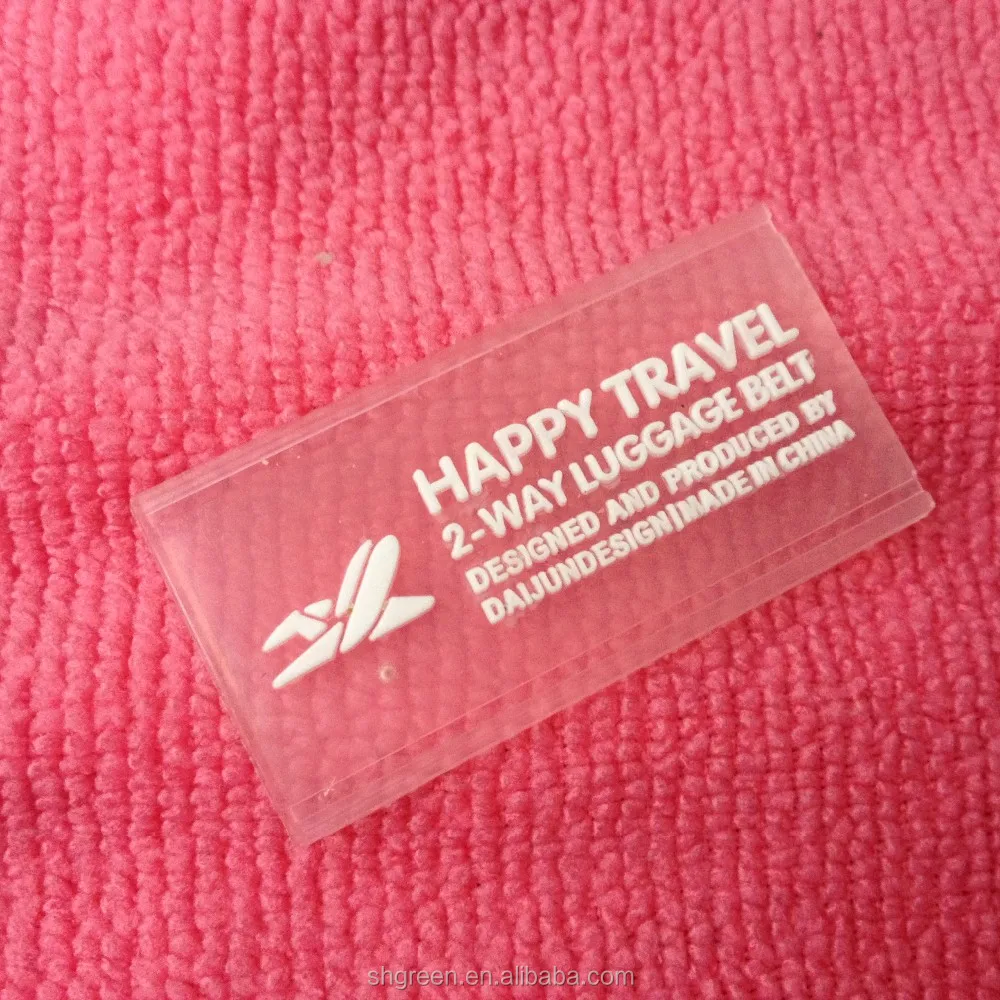 HAPPY TRAVEL
2-WAY LUGGAGE BELT
DESIGNED AND PRODUCED BY
DAIJUNDESIGN|MADE IN CHINA
shgreen.en.alibaba.com